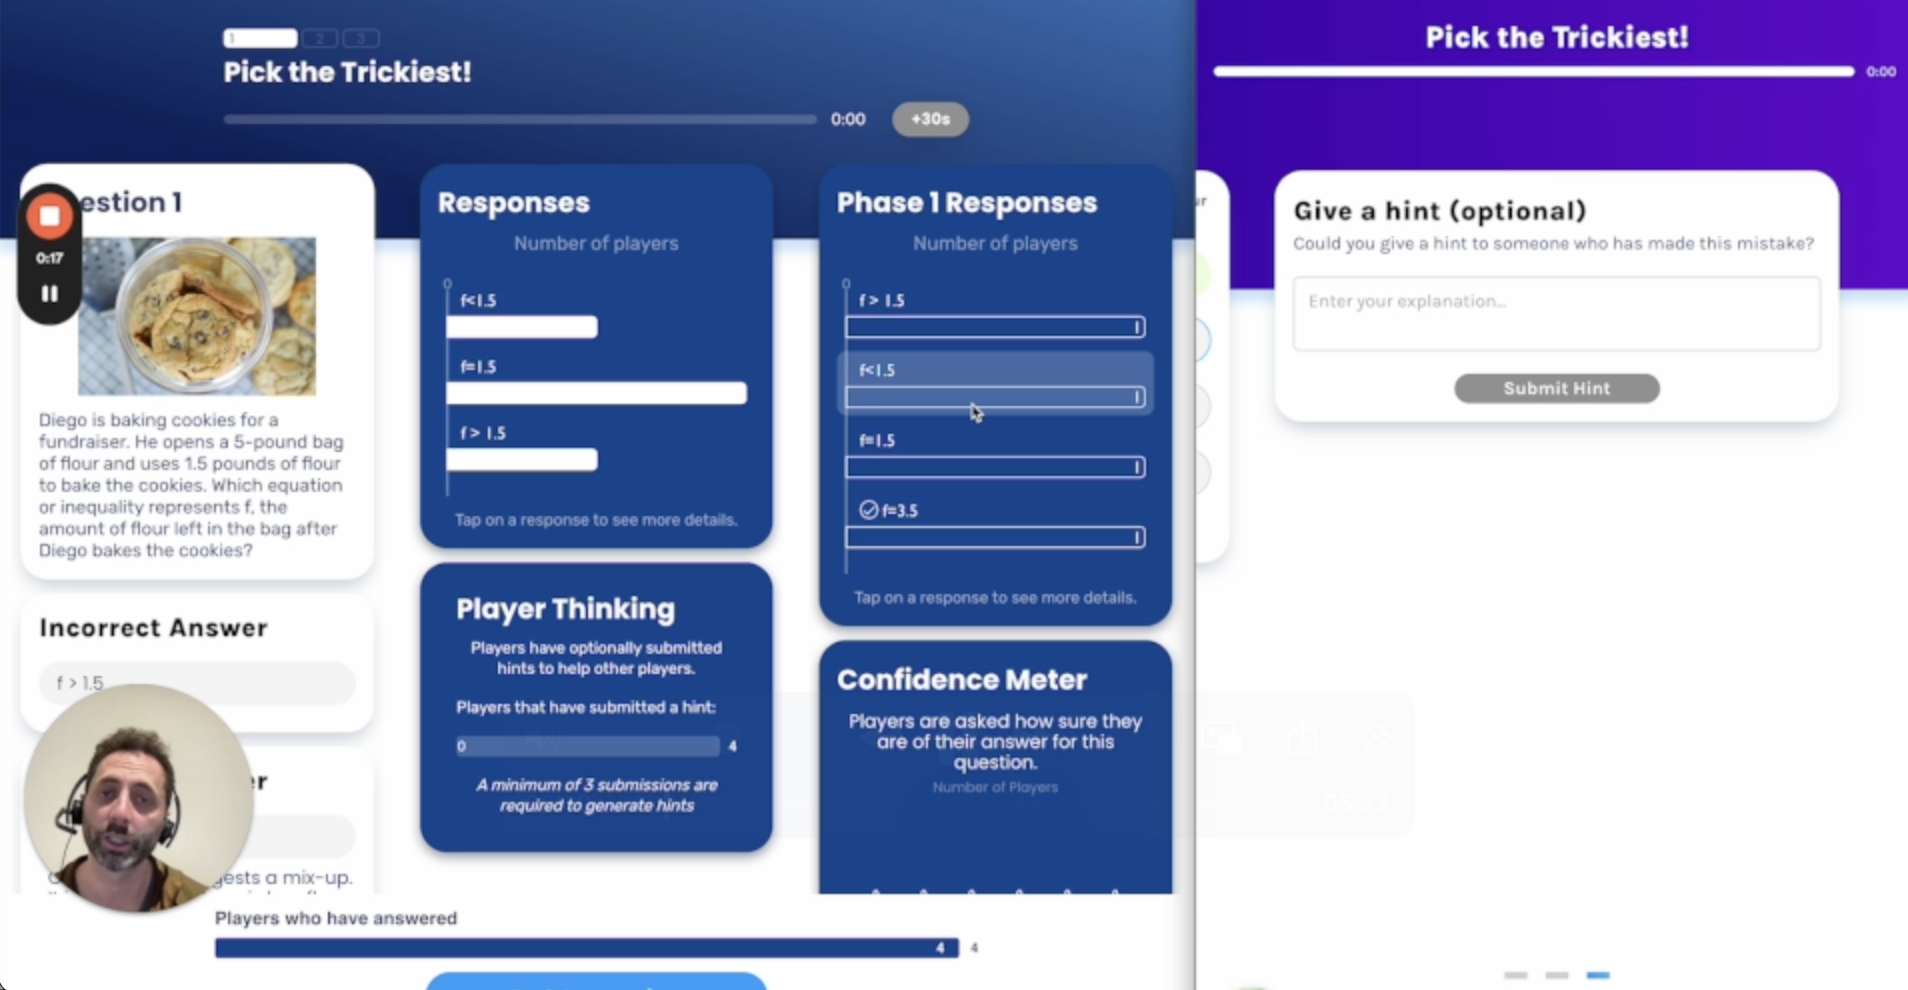 1 2 3
Pick the Trickiest!
0:00 +30s
estion 1
0:17
Diego is baking cookies for a
fundraiser. He opens a 5-pound bag
of flour and uses 1.5 pounds of flour
to bake the cookies. Which equation
or inequality represents f, the
amount of flour left in the bag after
Diego bakes the cookies?
Incorrect Answer
f > 1.5
er
gests a mix-up.
Responses
Number of players
0
f<1.5
f=1.5
f > 1.5
Tap on a response to see more details.
Player Thinking
Players have optionally submitted
hints to help other players.
Players that have submitted a hint:
0 4
A minimum of 3 submissions are
required to generate hints
Phase 1 Responses
Number of players
0
f > 1.5
1
f<1.5
1
f=1.5
1
f=3.5
1
Tap on a response to see more details.
Confidence Meter
Players are asked how sure they
are of their answer for this
question.
Number of Players
Players who have answered
4 4
Pick the Trickiest!
0:00
ur
Give a hint (optional)
Could you give a hint to someone who has made this mistake?
Enter your explanation...
Submit Hint